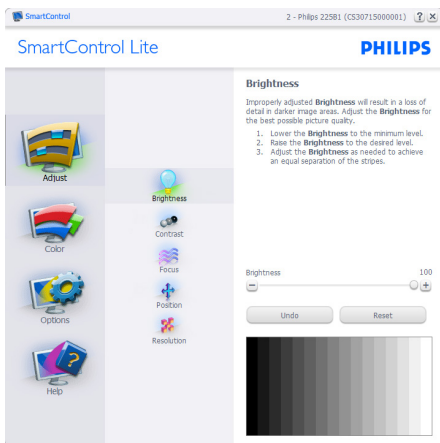 SmartControl
2 - Philips 225B1 (CS30715000001)
SmartControl Lite
PHILIPS
Adjust
Color
Options
Help
Brightness
Contrast
Focus
Position
Resolution
Brightness
Improperly adjusted Brightness will result in a loss of
detail in darker image areas. Adjust the Brightness for
the best possible picture quality.
1. Lower the Brightness to the minimum level.
2. Raise the Brightness to the desired level.
3. Adjust the Brightness as needed to achieve
an equal separation of the stripes.
Brightness 100
Undo Reset